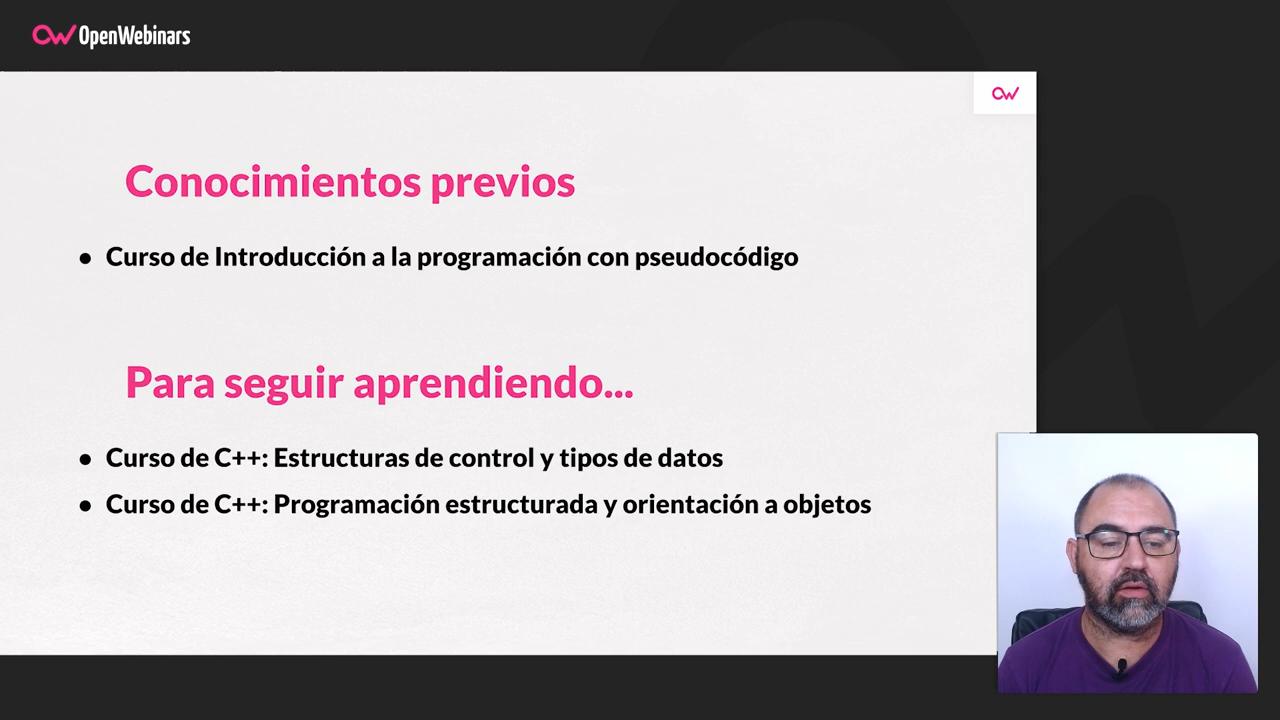 OpenWebinars
Conocimientos previos
• Curso de Introducción a la programación con pseudocódigo
Para seguir aprendiendo...
• Curso de C++: Estructuras de control y tipos de datos
• Curso de C++: Programación estructurada y orientación a objetos